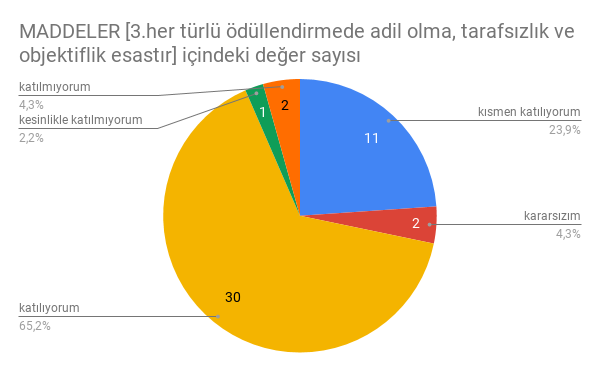 MADDELER [3.her türlü ödüllendirmede adil olma, tarafsızlık ve
objektiflik esastır] içindeki değer sayısı
katılmıyorum
4,3%
kesinlikle katılmıyorum
2,2%
katılıyorum
65,2%
kısmen katılıyorum
23,9%
kararsızım
4,3%
2
1
11
2
30